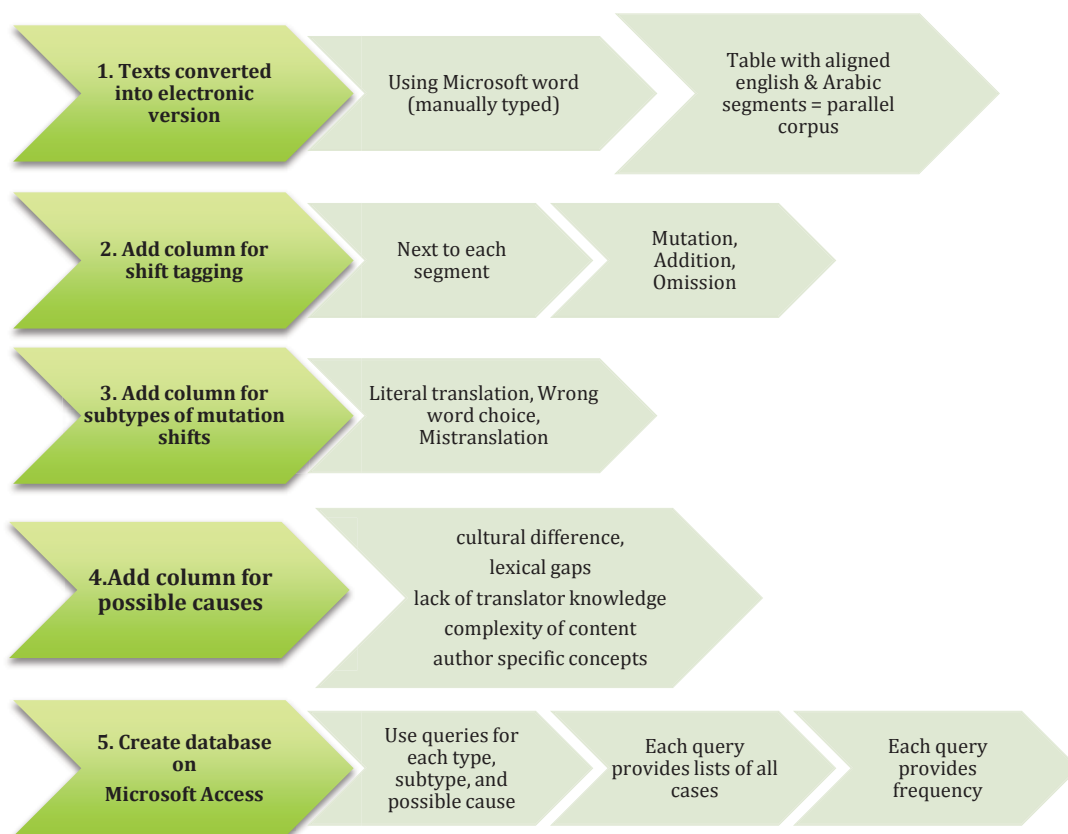 1. Texts converted
into electronic
version
Using Microsoft word
(manually typed)
Table with aligned
english & Arabic
segments = parallel
corpus
2. Add column for
shift tagging
Next to each
segment
Mutation,
Addition,
Omission
3. Add column for
subtypes of mutation
shifts
Literal translation, Wrong
word choice,
Mistranslation
4.Add column for
possible causes
cultural difference,
lexical gaps
lack of translator knowledge
complexity of content
author specific concepts
5. Create database
on
Microsoft Access
Use queries for
each type,
subtype, and
possible cause
Each query
provides lists of all
cases
Each query
provides
frequency